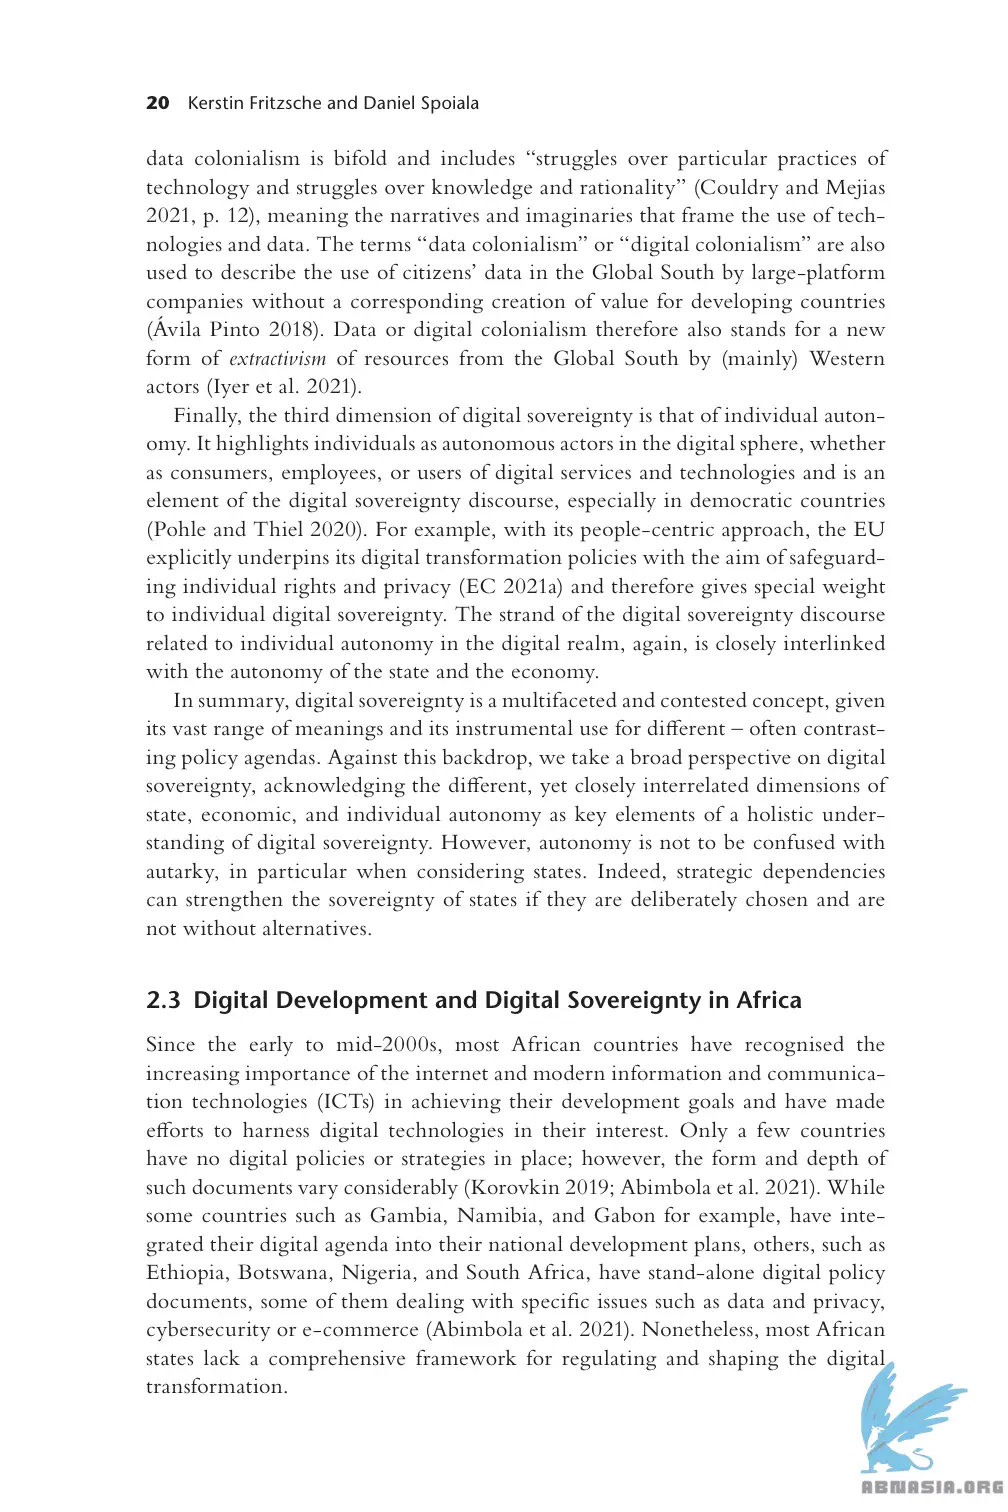 20 Kerstin Fritzsche and Daniel Spoiala
data colonialism is bifold and includes “struggles over particular practices of
technology and struggles over knowledge and rationality” (Couldry and Mejias
2021, p. 12), meaning the narratives and imaginaries that frame the use of tech-
nologies and data. The terms “data colonialism” or “digital colonialism” are also
used to describe the use of citizens’ data in the Global South by large-platform
companies without a corresponding creation of value for developing countries
(Ávila Pinto 2018). Data or digital colonialism therefore also stands for a new
form of extractivism of resources from the Global South by (mainly) Western
actors (Iyer et al. 2021).
Finally, the third dimension of digital sovereignty is that of individual auton-
omy. It highlights individuals as autonomous actors in the digital sphere, whether
as consumers, employees, or users of digital services and technologies and is an
element of the digital sovereignty discourse, especially in democratic countries
(Pohle and Thiel 2020). For example, with its people-centric approach, the EU
explicitly underpins its digital transformation policies with the aim of safeguard-
ing individual rights and privacy (EC 2021a) and therefore gives special weight
to individual digital sovereignty. The strand of the digital sovereignty discourse
related to individual autonomy in the digital realm, again, is closely interlinked
with the autonomy of the state and the economy.
In summary, digital sovereignty is a multifaceted and contested concept, given
its vast range of meanings and its instrumental use for different – often contrast-
ing policy agendas. Against this backdrop, we take a broad perspective on digital
sovereignty, acknowledging the different, yet closely interrelated dimensions of
state, economic, and individual autonomy as key elements of a holistic under-
standing of digital sovereignty. However, autonomy is not to be confused with
autarky, in particular when considering states. Indeed, strategic dependencies
can strengthen the sovereignty of states if they are deliberately chosen and are
not without alternatives.
2.3 Digital Development and Digital Sovereignty in Africa
Since the early to mid-2000s, most African countries have recognised the
increasing importance of the internet and modern information and communica-
tion technologies (ICTs) in achieving their development goals and have made
efforts to harness digital technologies in their interest. Only a few countries
have no digital policies or strategies in place; however, the form and depth of
such documents vary considerably (Korovkin 2019; Abimbola et al. 2021). While
some countries such as Gambia, Namibia, and Gabon for example, have inte-
grated their digital agenda into their national development plans, others, such as
Ethiopia, Botswana, Nigeria, and South Africa, have stand-alone digital policy
documents, some of them dealing with specific issues such as data and privacy,
cybersecurity or e-commerce (Abimbola et al. 2021). Nonetheless, most African
states lack a comprehensive framework for regulating and shaping the digital
transformation.
ABNASIA.ORG